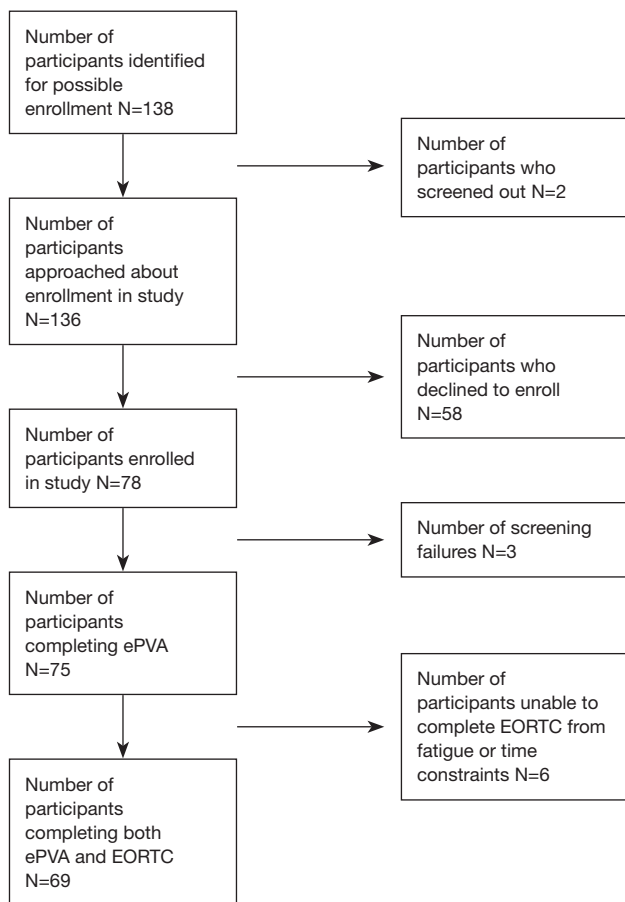 Number of
participants identified
for possible
enrollment N=138
Number of
participants who
screened out N=2
Number of
participants
approached about
enrollment in study
N=136
Number of
participants who
declined to enroll
N=58
Number of
participants enrolled
in study N=78
Number of screening
failures N=3
Number of
participants
completing ePVA
N=75
Number of
participants unable to
complete EORTC from
fatigue or time
constraints N=6
Number of
participants
completing both
ePVA and EORTC
N=69